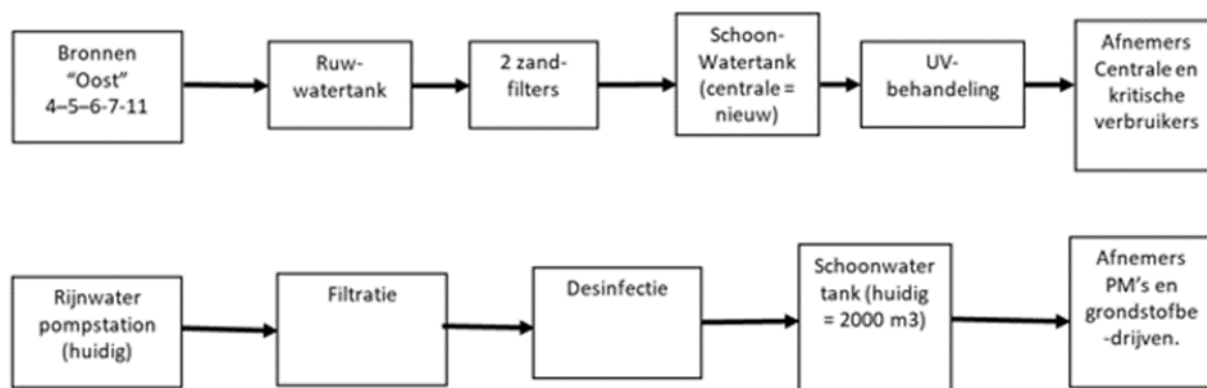 Bronnen
"Oost"
4–5–6-7-11
Ruw-
watertank
2 zand-
filters
Schoon-
Watertank
(centrale =
nieuw)
UV-
behandeling
Afnemers
Centrale en
kritische
verbruikers
Rijnwater
pompstation
(huidig)
Filtratie
Desinfectie
Schoonwater
tank (huidig
= 2000 m3)
Afnemers
PM's en
grondstofbe
-drijven.